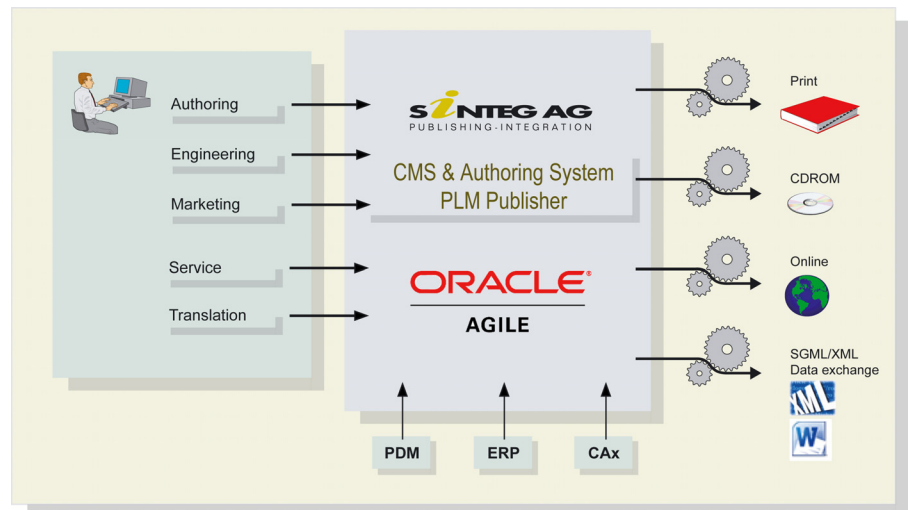 Authoring
Engineering
Marketing
Service
Translation
SiNTEG AG
PUBLISHING-INTEGRATION
CMS & Authoring System
PLM Publisher
ORACLE®
AGILE
PDM
ERP
CAx
Print
CDROM
Online
SGML/XML
Data exchange
XML
W